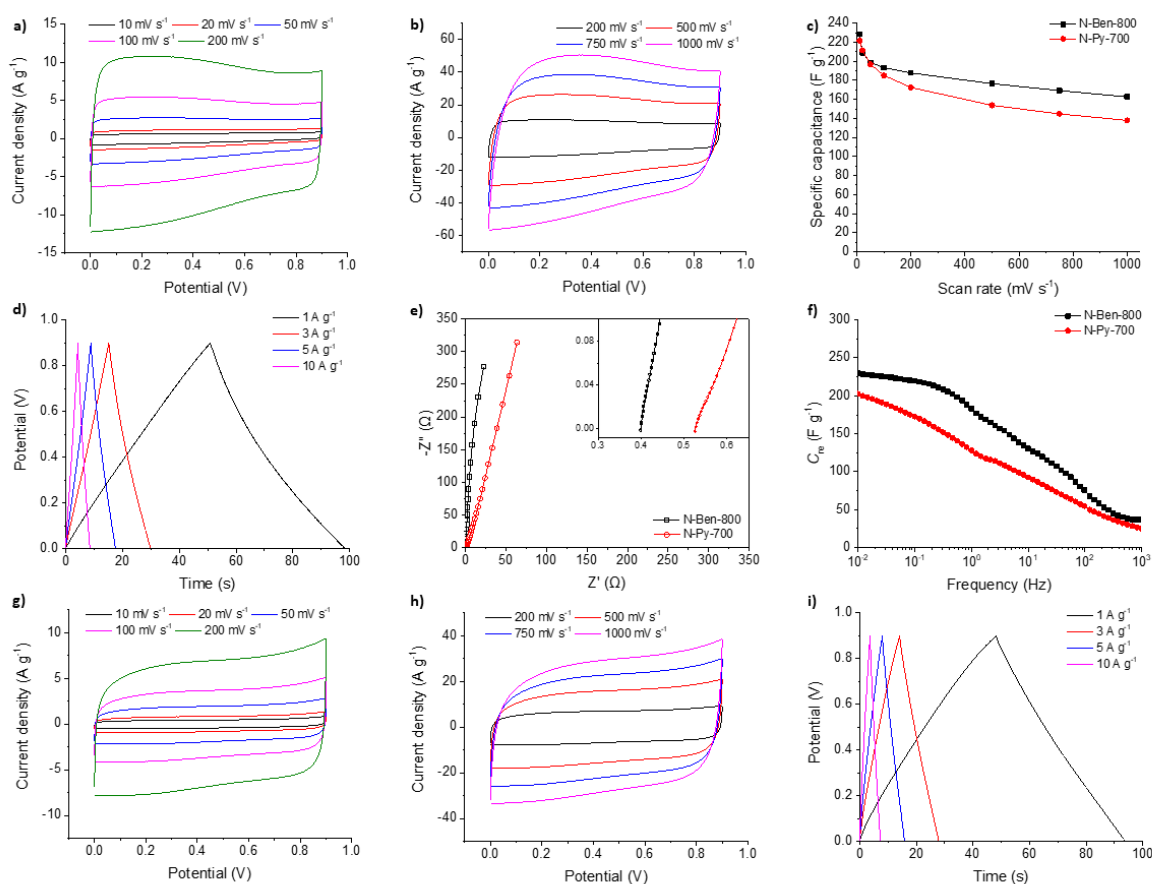 a)
10 mV s⁻¹ 20 mV s⁻¹ 50 mV s⁻¹
100 mV s⁻¹ 200 mV s⁻¹
Current density (A g⁻¹)
15
10
5
0
-5
-10
-15
0.0 0.2 0.4 0.6 0.8 1.0
Potential (V)
b)
200 mV s⁻¹ 500 mV s⁻¹
750 mV s⁻¹ 1000 mV s⁻¹
Current density (A g⁻¹)
60
40
20
0
-20
-40
-60
0.0 0.2 0.4 0.6 0.8 1.0
Potential (V)
c)
N-Ben-800
N-Py-700
Specific capacitance (F g⁻¹)
240
220
200
180
160
140
120
100
80
60
40
20
0
0 200 400 600 800 1000
Scan rate (mV s⁻¹)
d)
1 A g⁻¹
3 A g⁻¹
5 A g⁻¹
10 A g⁻¹
Potential (V)
1.0
0.8
0.6
0.4
0.2
0.0
0 20 40 60 80 100
Time (s)
e)
-Z'' (Ω)
350
300
250
200
150
100
50
0
0 50 100 150 200 250 300 350
Z' (Ω)
0.08
0.04
0.00
0.3 0.4 0.5 0.6
N-Ben-800
N-Py-700
f)
N-Ben-800
N-Py-700
Cre (F g⁻¹)
300
250
200
150
100
50
0
10⁻² 10⁻¹ 10⁰ 10¹ 10² 10³
Frequency (Hz)
g)
10 mV s⁻¹ 20 mV s⁻¹ 50 mV s⁻¹
100 mV s⁻¹ 200 mV s⁻¹
Current density (A g⁻¹)
10
5
0
-5
-10
0.0 0.2 0.4 0.6 0.8 1.0
Potential (V)
h)
200 mV s⁻¹ 500 mV s⁻¹
750 mV s⁻¹ 1000 mV s⁻¹
Current density (A g⁻¹)
40
20
0
-20
-40
0.0 0.2 0.4 0.6 0.8 1.0
Potential (V)
i)
1 A g⁻¹
3 A g⁻¹
5 A g⁻¹
10 A g⁻¹
Potential (V)
1.0
0.8
0.6
0.4
0.2
0.0
0 20 40 60 80 100
Time (s)